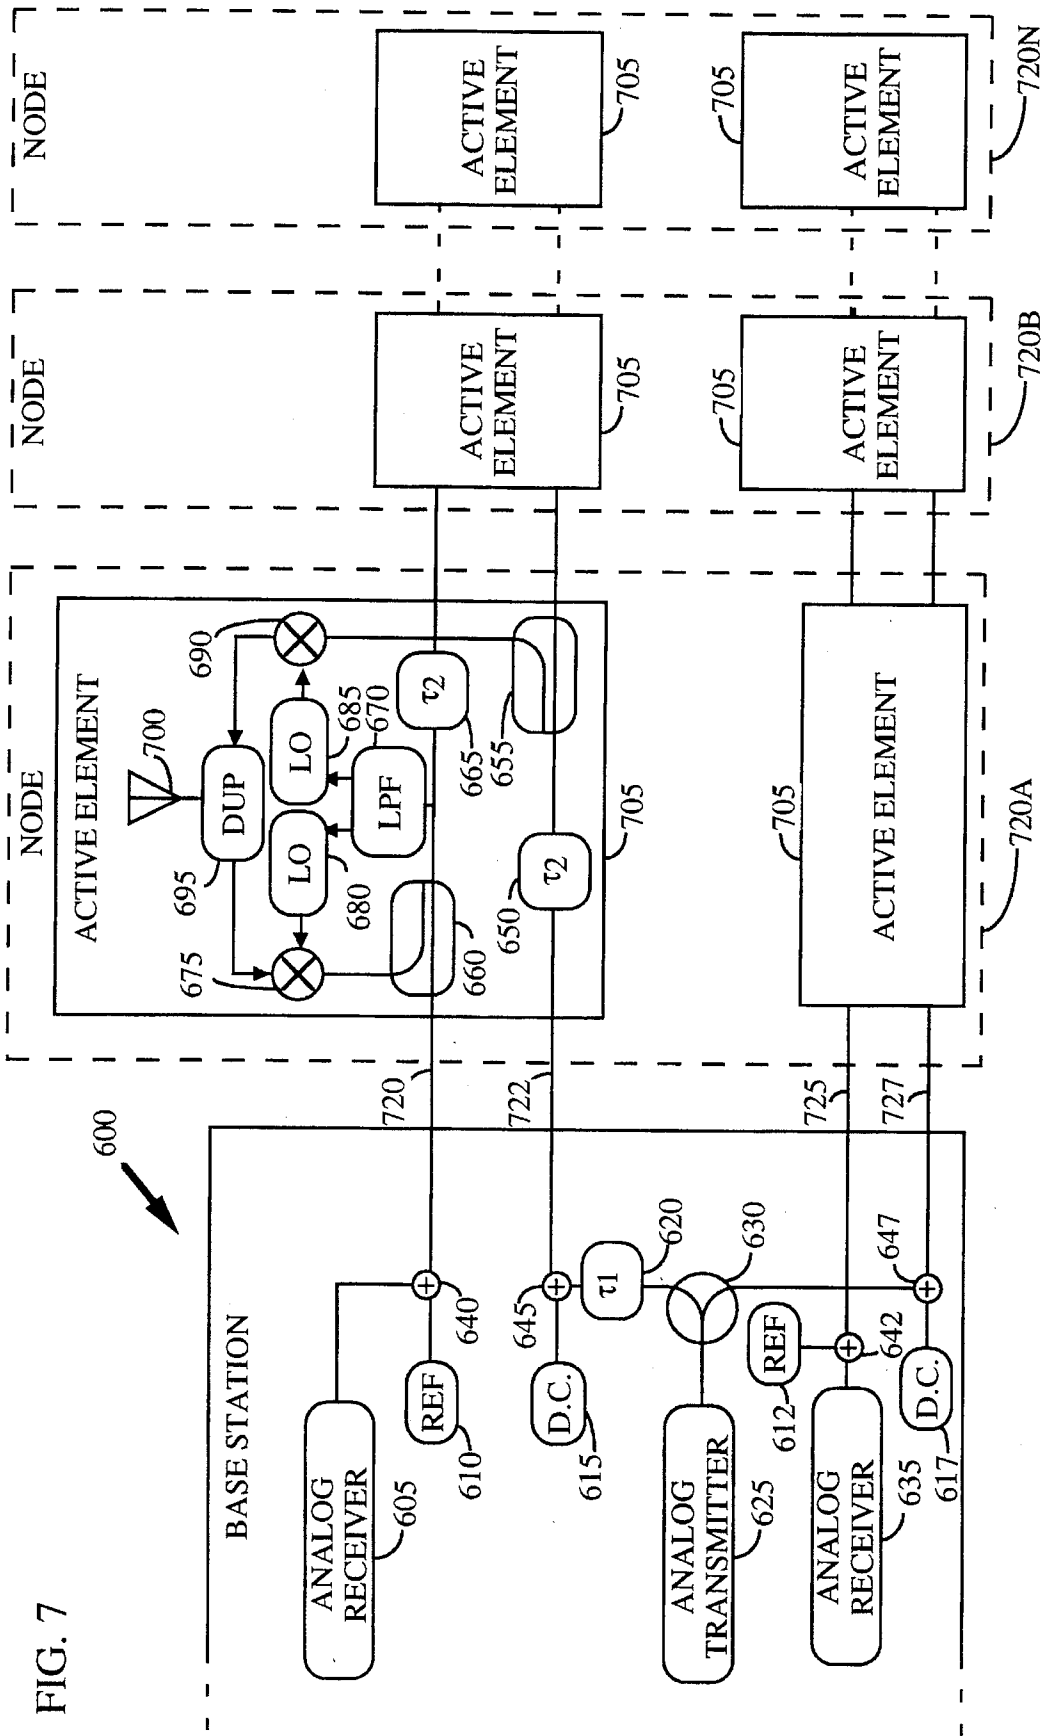 FIG. 7
600
BASE STATION
ANALOG
RECEIVER
605
REF
610
640
D.C.
615
645
τ1
620
ANALOG
TRANSMITTER
625
630
REF
612
ANALOG
RECEIVER
635
642
D.C.
617
647
720
722
725
727
NODE
ACTIVE ELEMENT
700
DUP
695
690
675
LO
680
LO
685
LPF
670
τ2
665
660
655
τ2
650
705
705
ACTIVE ELEMENT
720A
NODE
ACTIVE
ELEMENT
705
705
ACTIVE
ELEMENT
720B
NODE
ACTIVE
ELEMENT
705
705
ACTIVE
ELEMENT
720N